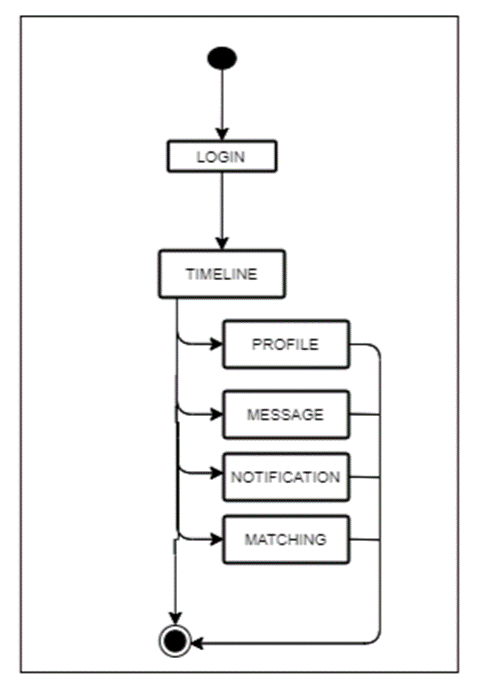 LOGIN
TIMELINE
PROFILE
MESSAGE
NOTIFICATION
MATCHING